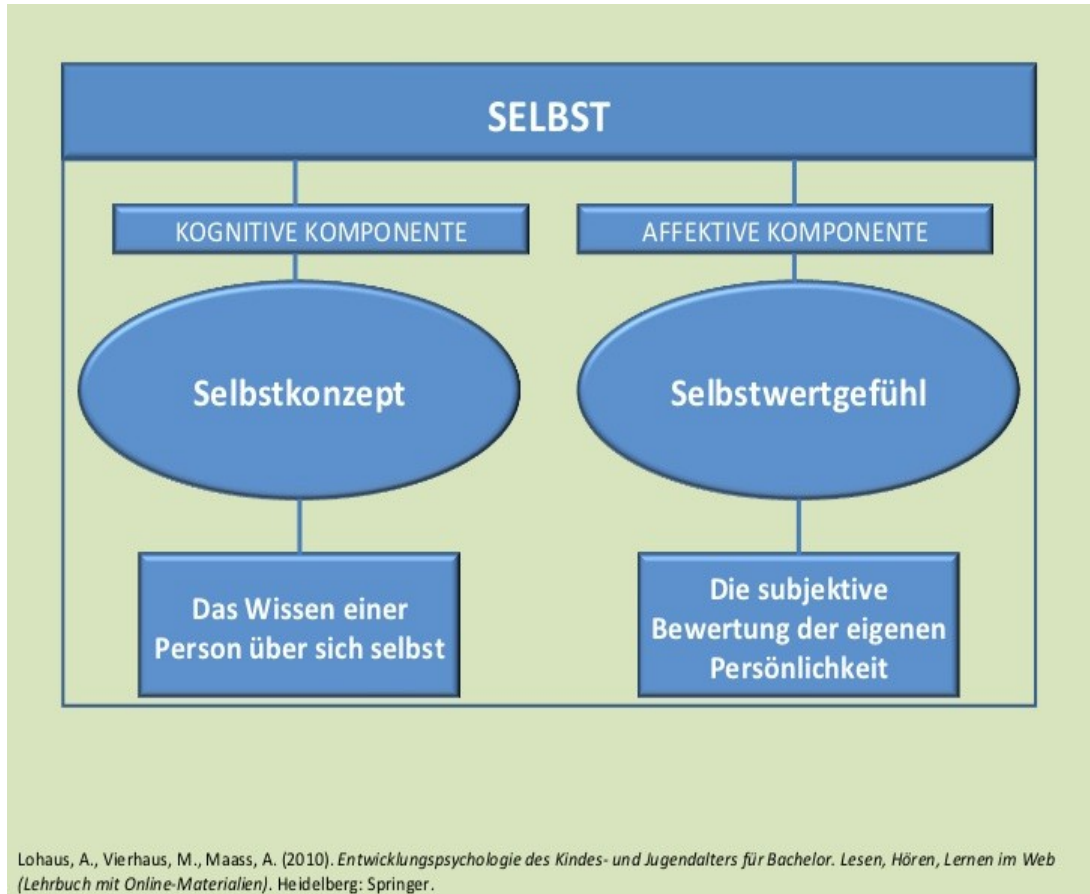 SELBST
KOGNITIVE KOMPONENTE
AFFEKTIVE KOMPONENTE
Selbstkonzept
Selbstwertgefühl
Das Wissen einer
Person über sich selbst
Die subjektive
Bewertung der eigenen
Persönlichkeit
Lohaus, A., Vierhaus, M., Maass, A. (2010). Entwicklungspsychologie des Kindes- und Jugendalters für Bachelor. Lesen, Hören, Lernen im Web
(Lehrbuch mit Online-Materialien). Heidelberg: Springer.